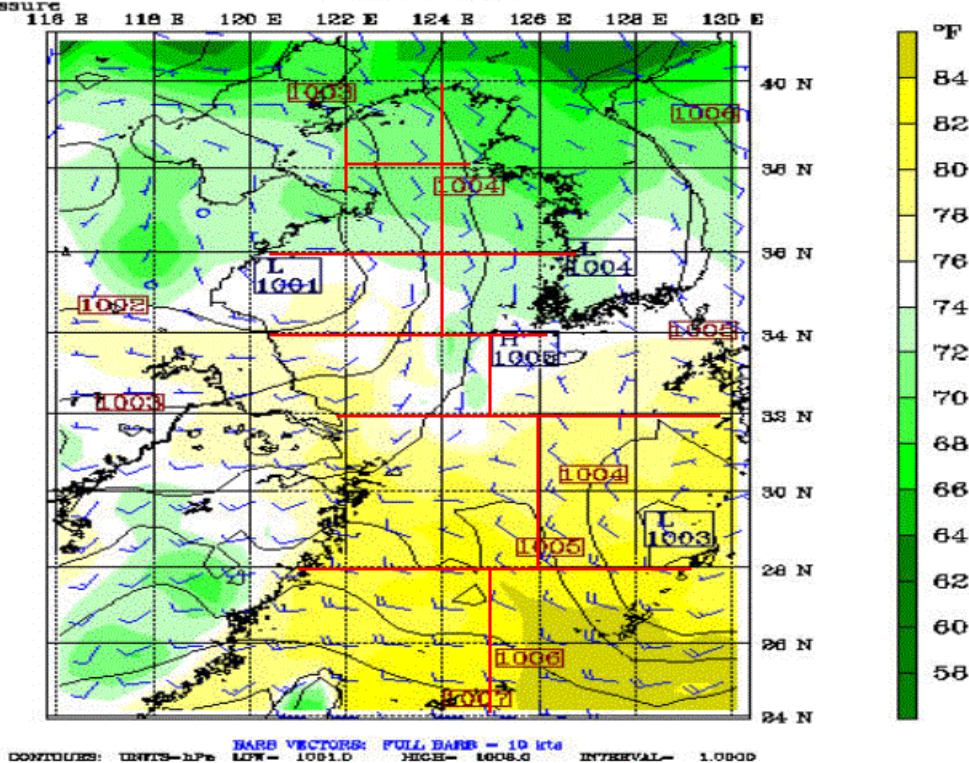 ssure
116 E 118 E 120 E 122 E 124 E 126 E 128 E 130 E
°F
84
82
80
78
76
74
72
70
68
66
64
62
60
58
40 N
38 N
36 N
34 N
32 N
30 N
28 N
26 N
24 N
1003
1006
1004
L
1001
L
1004
1002
1005
H
1003
1004
L
1003
1005
1006
1007
BARB VECTORS: FULL BARB = 10 kts
CONTOURS: UNITS=hPa LOW= 1001.0 HIGH= 1008.0 INTERVAL= 1.0000